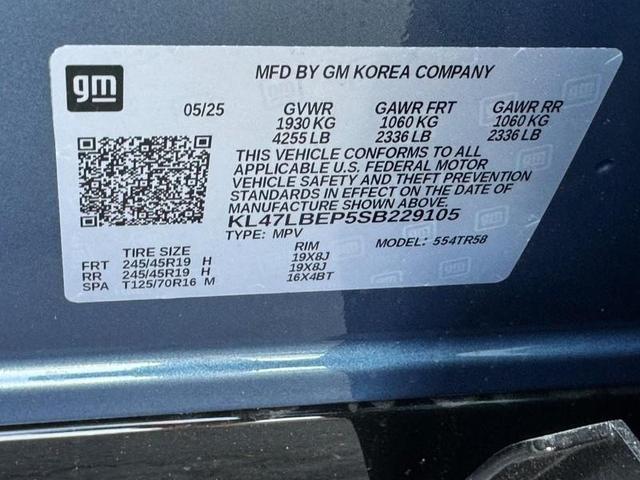 gm
MFD BY GM KOREA COMPANY
05/25 GVWR GAWR FRT GAWR RR
1930 KG 1060 KG 1060 KG
4255 LB 2336 LB 2336 LB
THIS VEHICLE CONFORMS TO ALL
APPLICABLE U.S. FEDERAL MOTOR
VEHICLE SAFETY AND THEFT PREVENTION
STANDARDS IN EFFECT ON THE DATE OF
MANUFACTURE SHOWN ABOVE.
KL47LBEP5SB229105
TYPE: MPV MODEL: 554TR58
TIRE SIZE RIM
FRT 245/45R19 H 19X8J
RR 245/45R19 H 19X8J
SPA T125/70R16 M 16X4BT